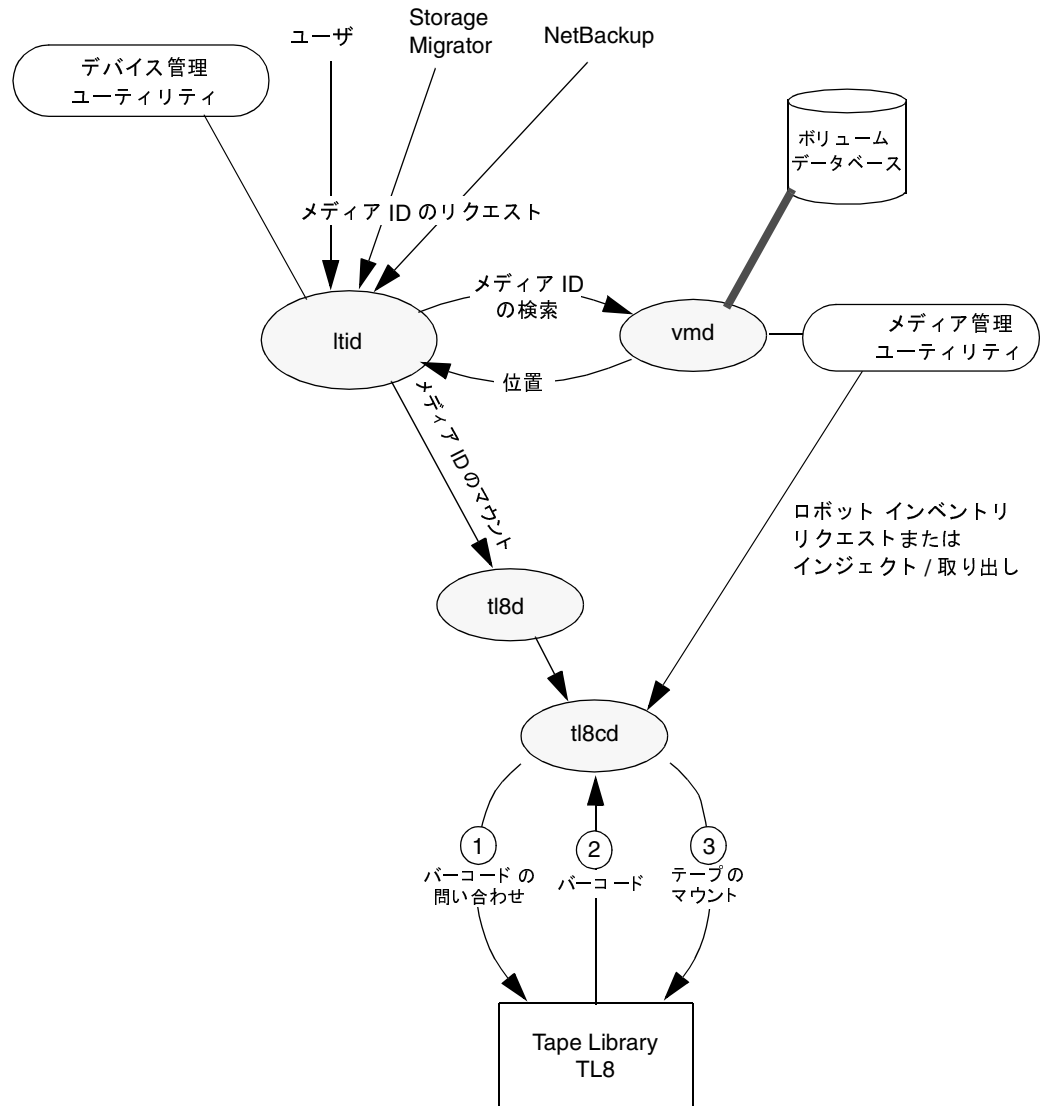 ユーザ
Storage
Migrator
NetBackup
デバイス管理
ユーティリティ
ボリューム
データベース
メディア ID のリクエスト
メディア ID
の検索
ltid
vmd
メディア管理
ユーティリティ
位置
メディア IDのマウント
ロボット インベントリ
リクエストまたは
インジェクト / 取り出し
tl8d
tl8cd
1
バーコード の
問い合わせ
2
バーコード
3
テープの
マウント
Tape Library
TL8